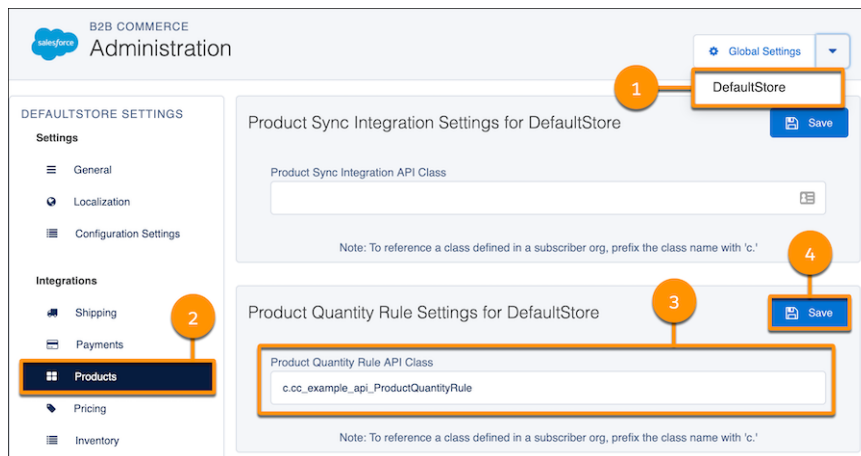 salesforce
B2B COMMERCE
Administration
Global Settings
1
DefaultStore
DEFAULTSTORE SETTINGS
Settings
General
Localization
Configuration Settings
Integrations
Shipping
2
Payments
Products
Pricing
Inventory
Product Sync Integration Settings for DefaultStore
Save
Product Sync Integration API Class
Note: To reference a class defined in a subscriber org, prefix the class name with 'c.'
4
3
Product Quantity Rule Settings for DefaultStore
Save
Product Quantity Rule API Class
c.cc_example_api_ProductQuantityRule
Note: To reference a class defined in a subscriber org, prefix the class name with 'c.'